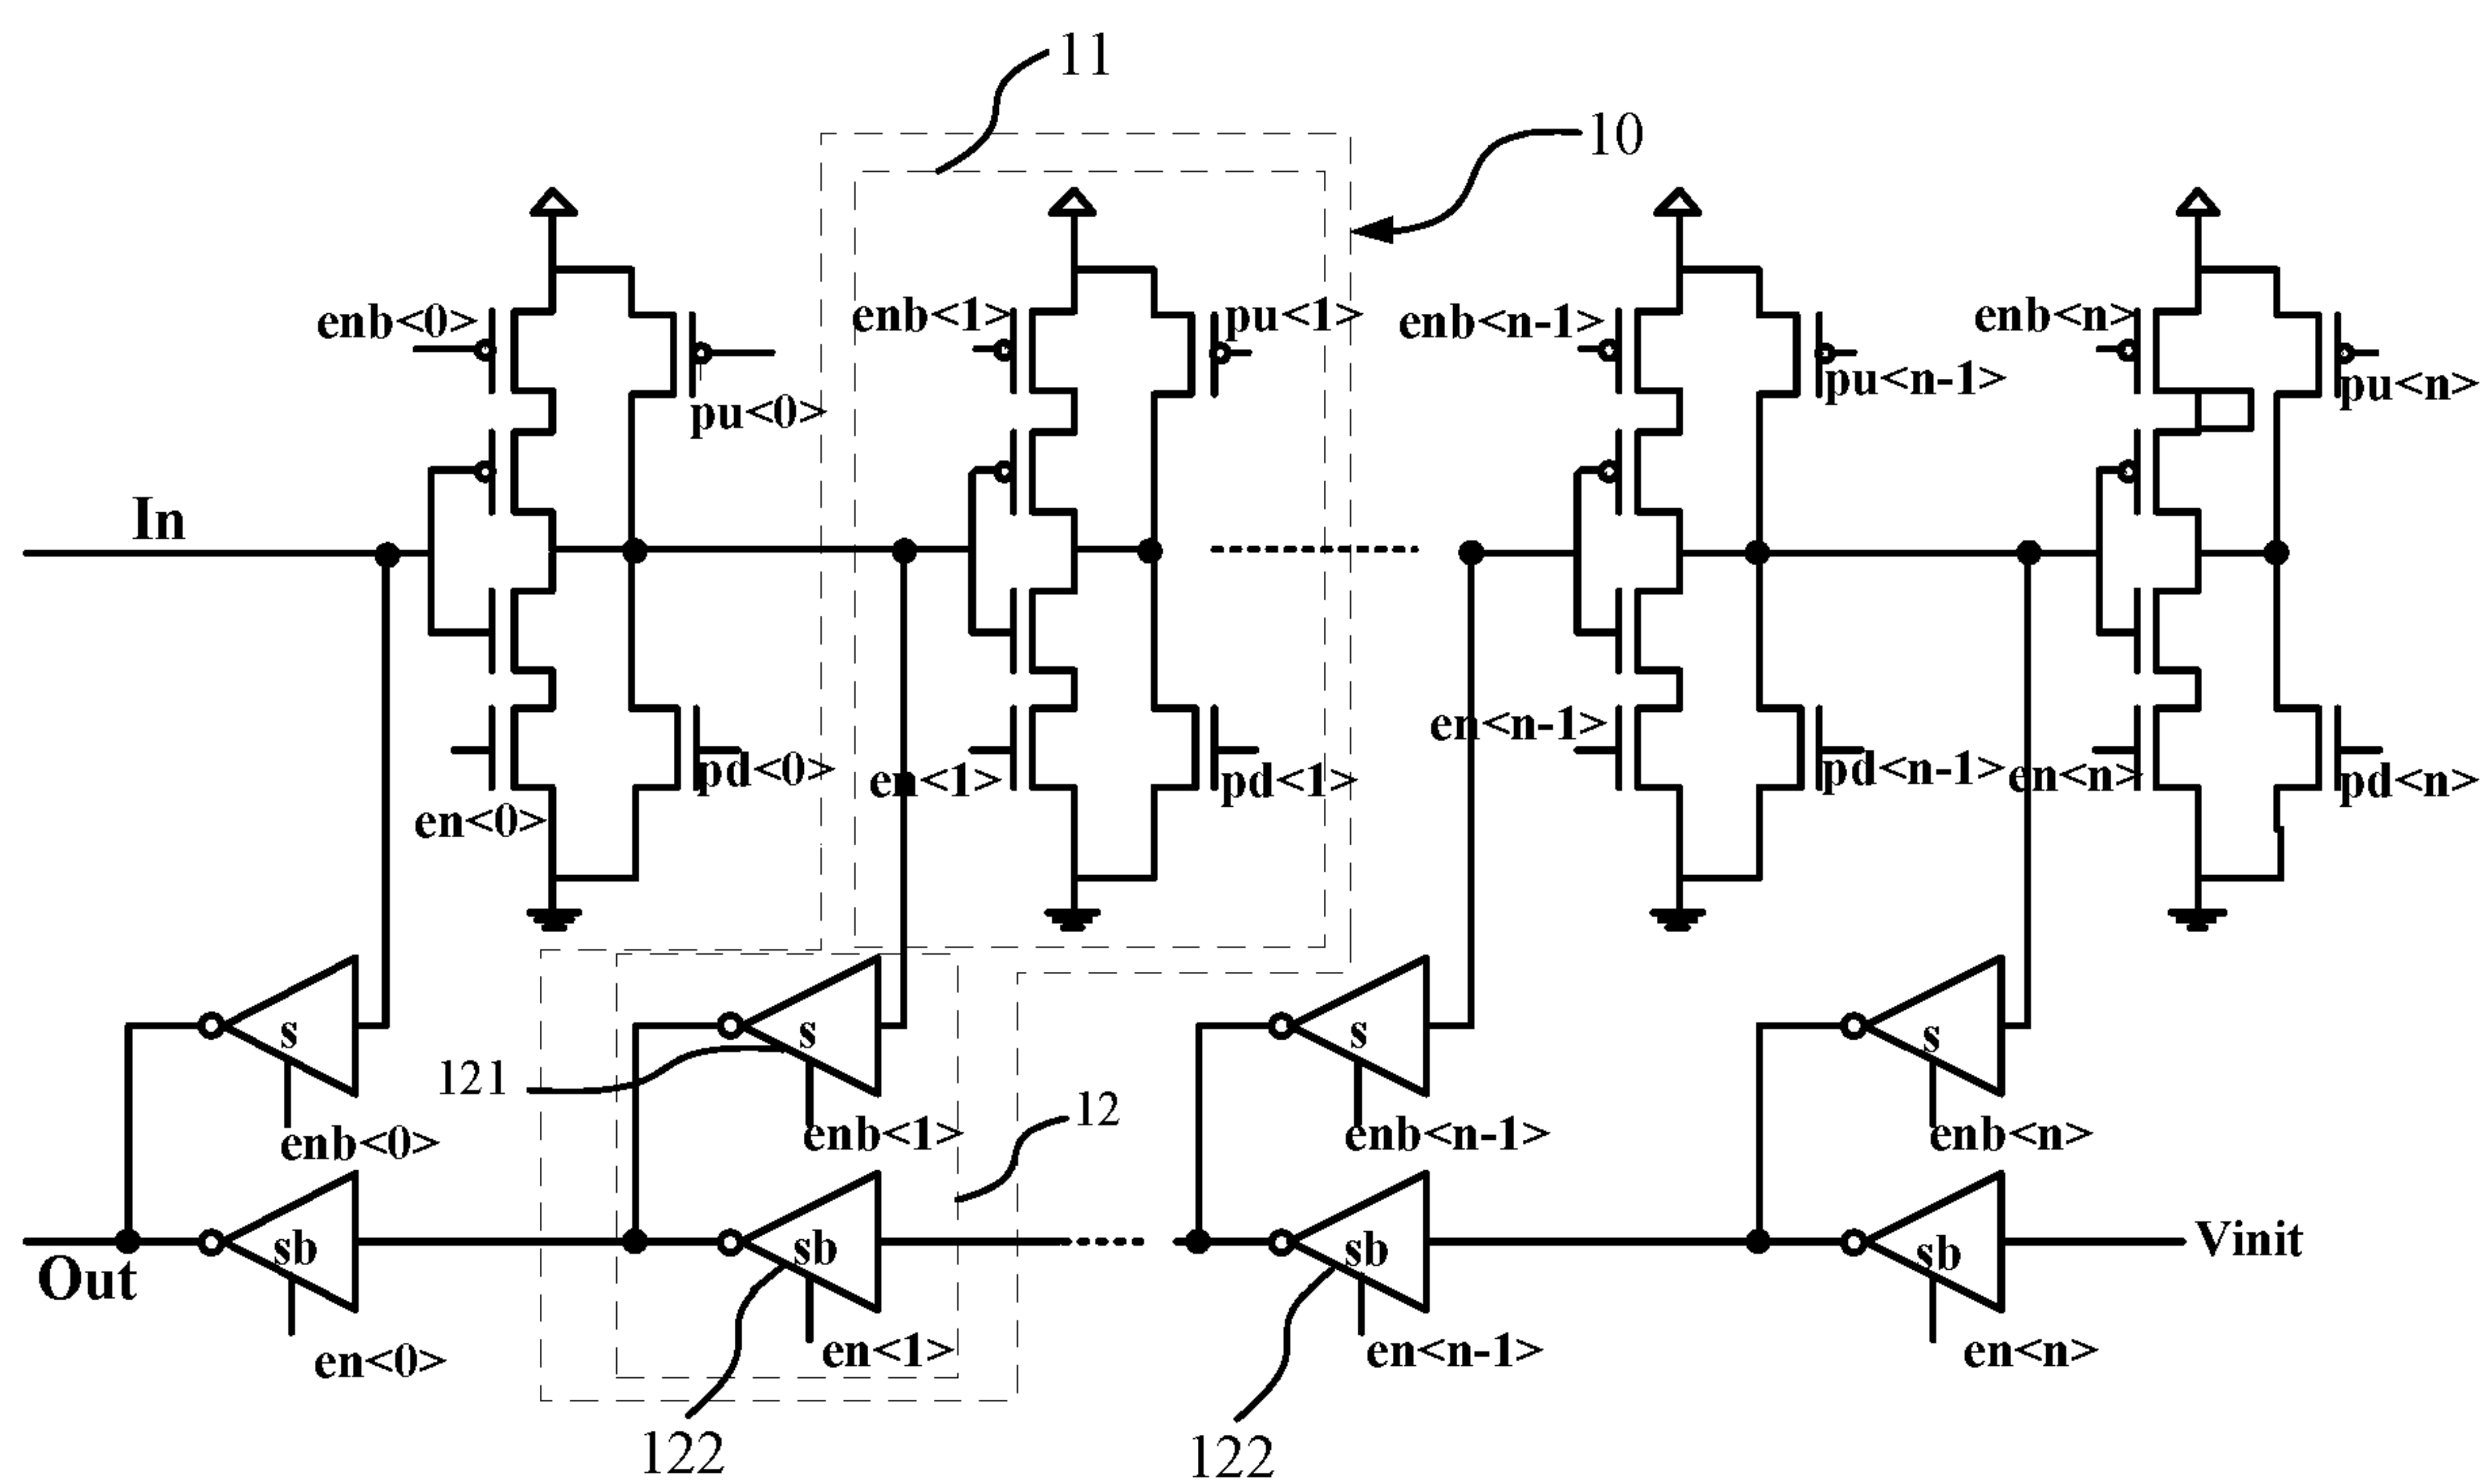 11
10
enb<0>
enb<1>
pu<1>
enb<n-1>
enb<n>
pu<0>
pu<n-1>
pu<n>
In
en<n-1>
pd<0>
en<1>
pd<1>
pd<n-1>
en<n>
pd<n>
en<0>
s
s
s
s
121
12
enb<0>
enb<1>
enb<n-1>
enb<n>
sb
sb
sb
sb
Vinit
Out
en<0>
en<1>
en<n-1>
en<n>
122
122